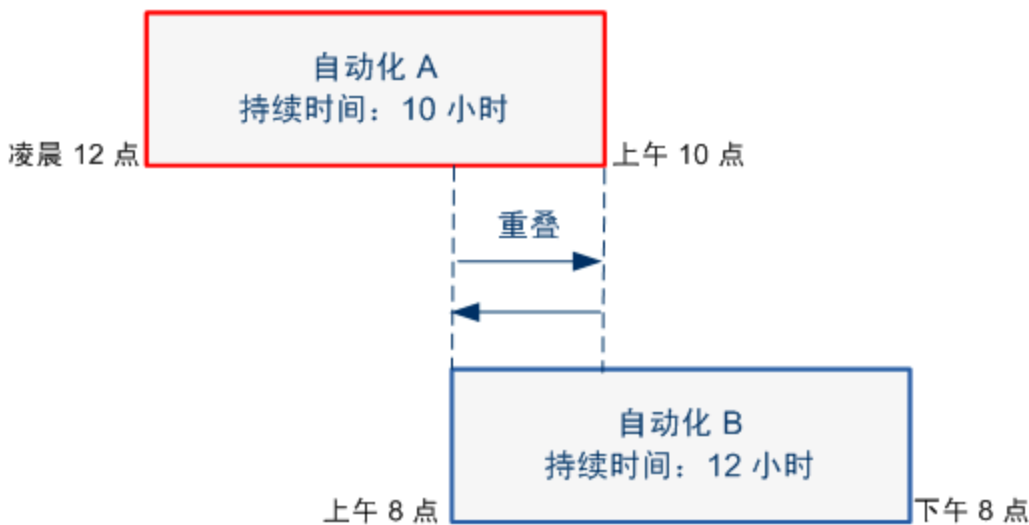 自动化 A
持续时间：10 小时
凌晨 12 点
上午 10 点
重叠
自动化 B
持续时间：12 小时
上午 8 点
下午 8 点